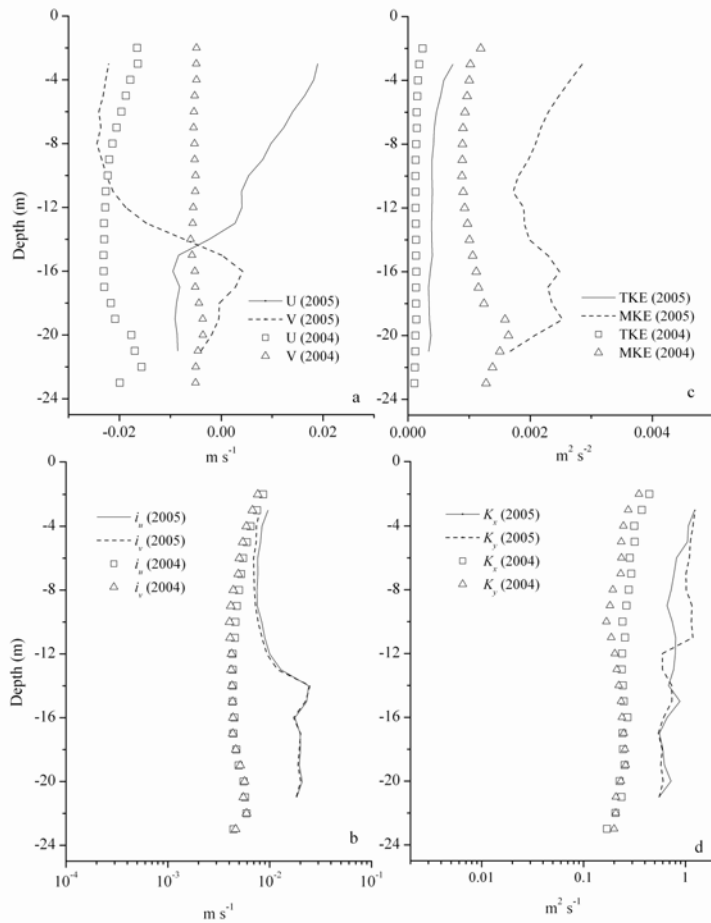 0
-4
-8
-12
-16
-20
-24
Depth (m)
U (2005)
V (2005)
U (2004)
V (2004)
a
-0.02
0.00
0.02
m s⁻¹
0
-4
-8
-12
-16
-20
-24
TKE (2005)
MKE (2005)
TKE (2004)
MKE (2004)
c
0.000
0.002
0.004
m² s⁻²
0
-4
-8
-12
-16
-20
-24
Depth (m)
iᵤ (2005)
iᵥ (2005)
iᵤ (2004)
iᵥ (2004)
b
10⁻⁴
10⁻³
10⁻²
10⁻¹
m s⁻¹
0
-4
-8
-12
-16
-20
-24
Kₓ (2005)
K_y (2005)
Kₓ (2004)
K_y (2004)
d
0.01
0.1
1
m² s⁻¹